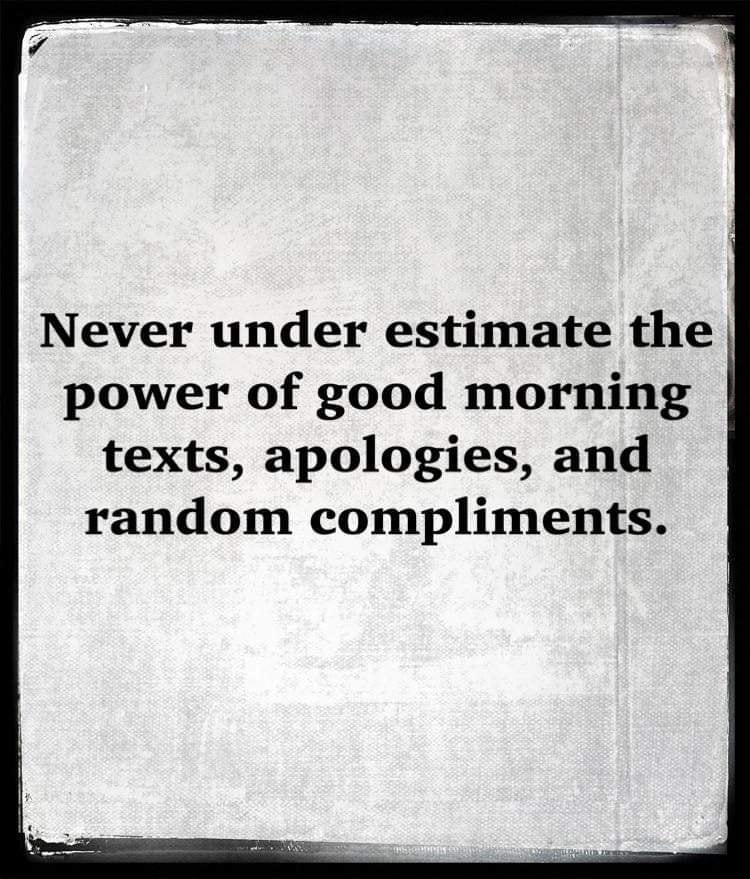 Never under estimate the
power of good morning
texts, apologies, and
random compliments.